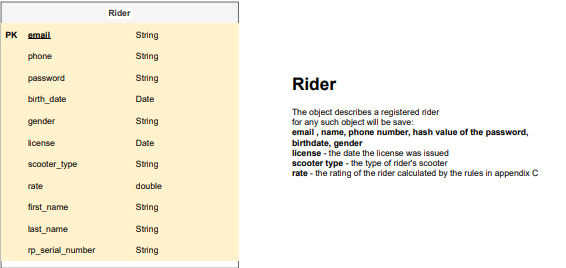 Rider
PK email String
phone String
password String
birth_date Date
gender String
license Date
scooter_type String
rate double
first_name String
last_name String
rp_serial_number String
Rider
The object describes a registered rider
for any such object will be save:
email , name, phone number, hash value of the password,
birthdate, gender
license - the date the license was issued
scooter type - the type of rider's scooter
rate - the rating of the rider calculated by the rules in appendix C